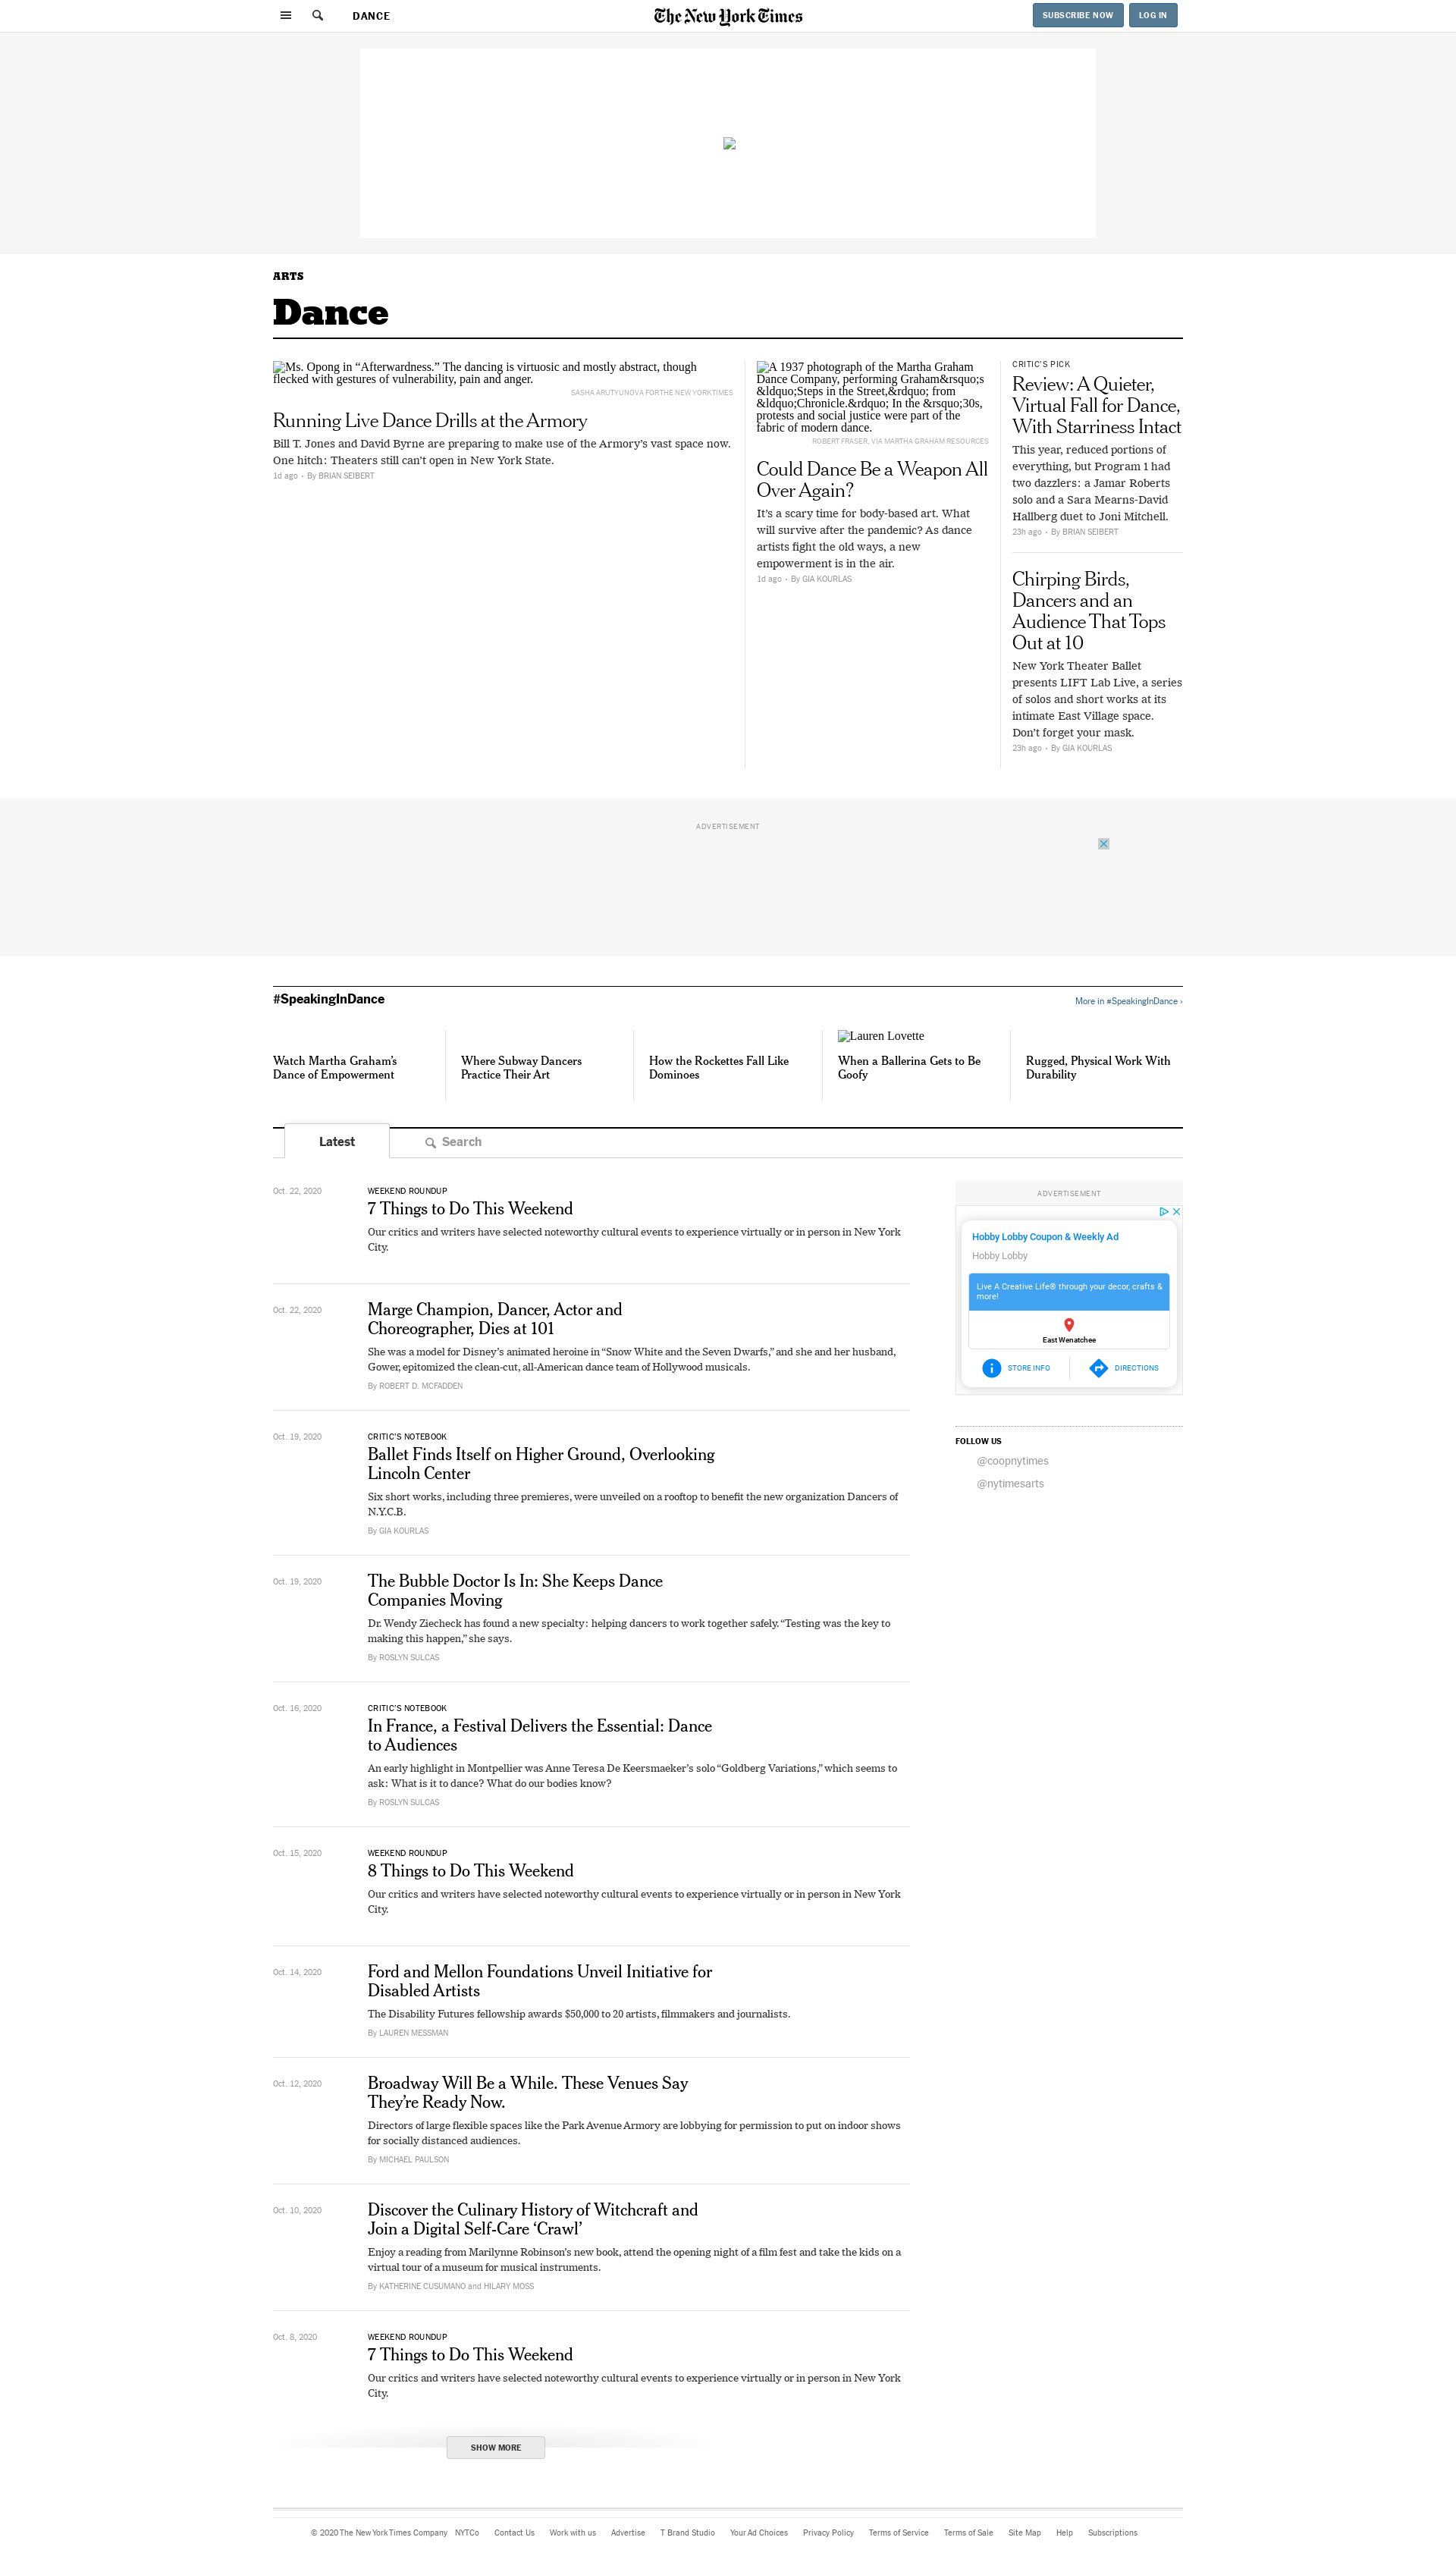 DANCE
The New York Times
SUBSCRIBE NOW
LOG IN
ARTS
Dance
Ms. Opong in “Afterwardness.” The dancing is virtuosic and mostly abstract, though
flecked with gestures of vulnerability, pain and anger.
SASHA ARUTYUNOVA FOR THE NEW YORK TIMES
Running Live Dance Drills at the Armory
Bill T. Jones and David Byrne are preparing to make use of the Armory’s vast space now.
One hitch: Theaters still can’t open in New York State.
1d ago • By BRIAN SEIBERT
A 1937 photograph of the Martha Graham
Dance Company, performing Graham&rsquo;s
&ldquo;Steps in the Street,&rdquo; from
&ldquo;Chronicle.&rdquo; In the &rsquo;30s,
protests and social justice were part of the
fabric of modern dance.
ROBERT FRASER, VIA MARTHA GRAHAM RESOURCES
Could Dance Be a Weapon All
Over Again?
It’s a scary time for body-based art. What
will survive after the pandemic? As dance
artists fight the old ways, a new
empowerment is in the air.
1d ago • By GIA KOURLAS
CRITIC’S PICK
Review: A Quieter,
Virtual Fall for Dance,
With Starriness Intact
This year, reduced portions of
everything, but Program 1 had
two dazzlers: a Jamar Roberts
solo and a Sara Mearns-David
Hallberg duet to Joni Mitchell.
23h ago • By BRIAN SEIBERT
Chirping Birds,
Dancers and an
Audience That Tops
Out at 10
New York Theater Ballet
presents LIFT Lab Live, a series
of solos and short works at its
intimate East Village space.
Don’t forget your mask.
23h ago • By GIA KOURLAS
ADVERTISEMENT
#SpeakingInDance
More in #SpeakingInDance ›
Watch Martha Graham’s
Dance of Empowerment
Where Subway Dancers
Practice Their Art
How the Rockettes Fall Like
Dominoes
Lauren Lovette
When a Ballerina Gets to Be
Goofy
Rugged, Physical Work With
Durability
Latest
Search
Oct. 22, 2020
WEEKEND ROUNDUP
7 Things to Do This Weekend
Our critics and writers have selected noteworthy cultural events to experience virtually or in person in New York
City.
Oct. 22, 2020
Marge Champion, Dancer, Actor and
Choreographer, Dies at 101
She was a model for Disney’s animated heroine in “Snow White and the Seven Dwarfs,” and she and her husband,
Gower, epitomized the clean-cut, all-American dance team of Hollywood musicals.
By ROBERT D. MCFADDEN
Oct. 19, 2020
CRITIC’S NOTEBOOK
Ballet Finds Itself on Higher Ground, Overlooking
Lincoln Center
Six short works, including three premieres, were unveiled on a rooftop to benefit the new organization Dancers of
N.Y.C.B.
By GIA KOURLAS
Oct. 19, 2020
The Bubble Doctor Is In: She Keeps Dance
Companies Moving
Dr. Wendy Ziecheck has found a new specialty: helping dancers to work together safely. “Testing was the key to
making this happen,” she says.
By ROSLYN SULCAS
Oct. 16, 2020
CRITIC’S NOTEBOOK
In France, a Festival Delivers the Essential: Dance
to Audiences
An early highlight in Montpellier was Anne Teresa De Keersmaeker’s solo “Goldberg Variations,” which seems to
ask: What is it to dance? What do our bodies know?
By ROSLYN SULCAS
Oct. 15, 2020
WEEKEND ROUNDUP
8 Things to Do This Weekend
Our critics and writers have selected noteworthy cultural events to experience virtually or in person in New York
City.
Oct. 14, 2020
Ford and Mellon Foundations Unveil Initiative for
Disabled Artists
The Disability Futures fellowship awards $50,000 to 20 artists, filmmakers and journalists.
By LAUREN MESSMAN
Oct. 12, 2020
Broadway Will Be a While. These Venues Say
They’re Ready Now.
Directors of large flexible spaces like the Park Avenue Armory are lobbying for permission to put on indoor shows
for socially distanced audiences.
By MICHAEL PAULSON
Oct. 10, 2020
Discover the Culinary History of Witchcraft and
Join a Digital Self-Care ‘Crawl’
Enjoy a reading from Marilynne Robinson’s new book, attend the opening night of a film fest and take the kids on a
virtual tour of a museum for musical instruments.
By KATHERINE CUSUMANO and HILARY MOSS
Oct. 8, 2020
WEEKEND ROUNDUP
7 Things to Do This Weekend
Our critics and writers have selected noteworthy cultural events to experience virtually or in person in New York
City.
SHOW MORE
ADVERTISEMENT
Hobby Lobby Coupon & Weekly Ad
Hobby Lobby
Live A Creative Life® through your decor, crafts &
more!
East Wenatchee
STORE INFO
DIRECTIONS
FOLLOW US
@coopnytimes
@nytimesarts
© 2020 The New York Times Company NYTCo Contact Us Work with us Advertise T Brand Studio Your Ad Choices Privacy Policy Terms of Service Terms of Sale Site Map Help Subscriptions